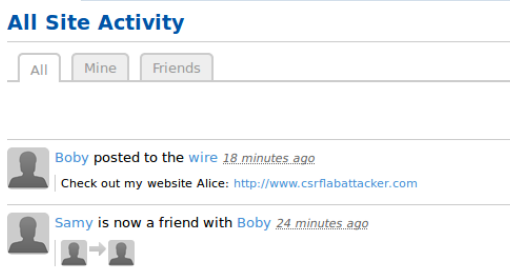 All Site Activity
All
Mine
Friends
Boby posted to the wire 18 minutes ago
Check out my website Alice: http://www.csrflabattacker.com
Samy is now a friend with Boby 24 minutes ago